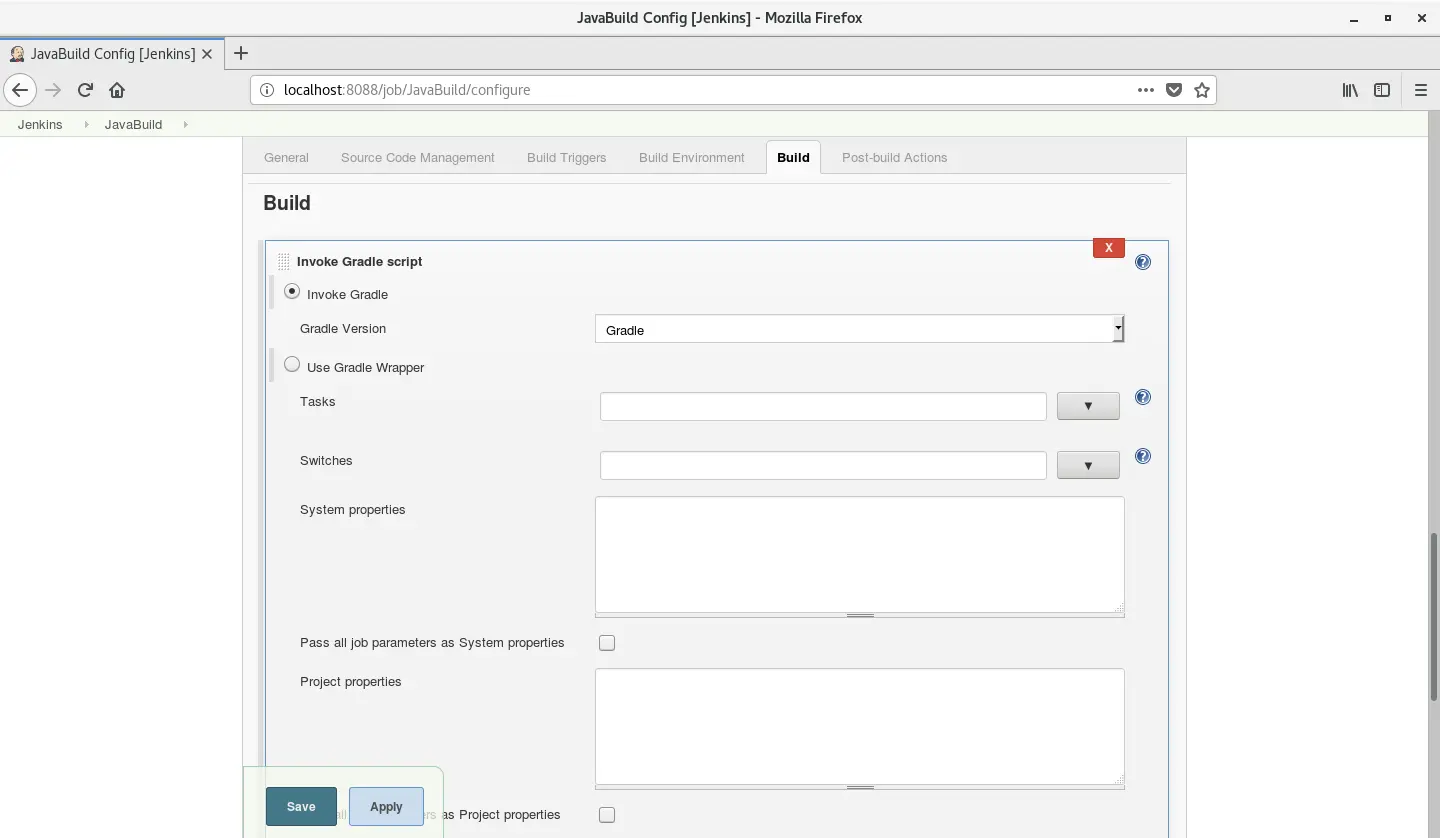 JavaBuild Config [Jenkins] - Mozilla Firefox
JavaBuild Config [Jenkins]
localhost:8088/job/JavaBuild/configure
Jenkins JavaBuild
General Source Code Management Build Triggers Build Environment Build Post-build Actions
Build
X
Invoke Gradle script
Invoke Gradle
Gradle Version Gradle
Use Gradle Wrapper
Tasks
Switches
System properties
Pass all job parameters as System properties
Project properties
Save Apply as Project properties